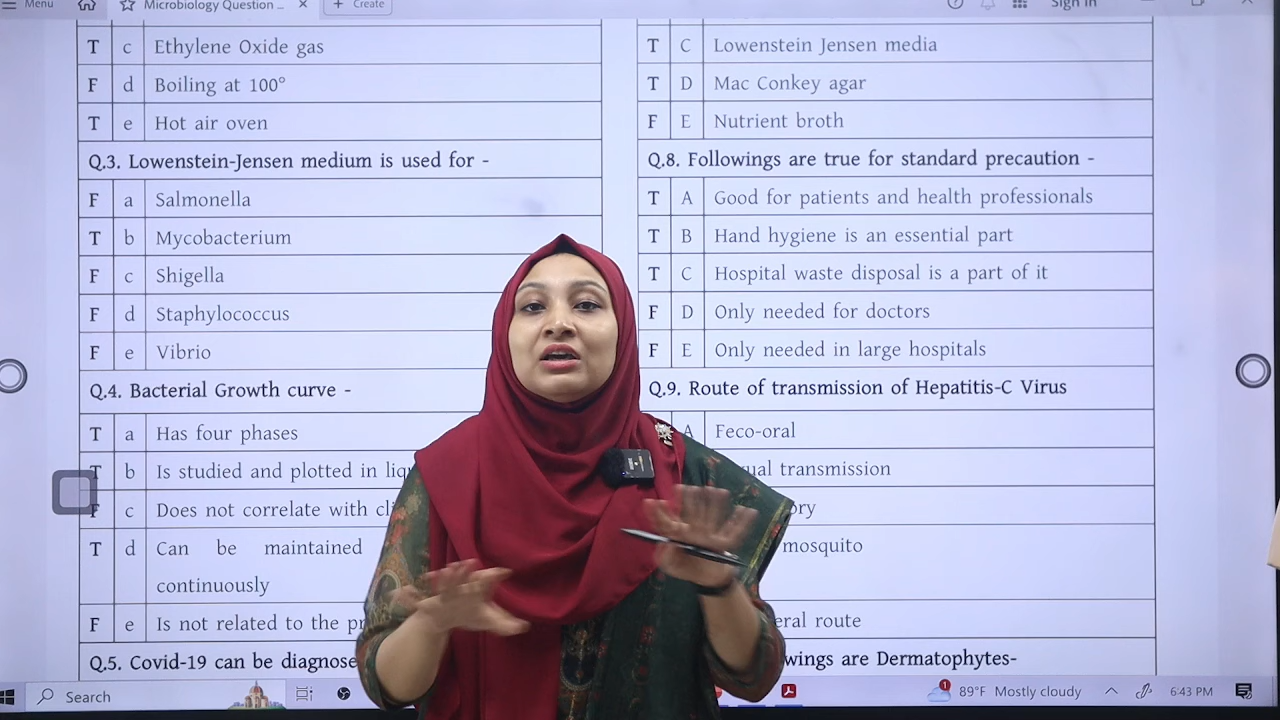 Menu
Microbiology Question ...
+ Create
Sign in
T c Ethylene Oxide gas
F d Boiling at 100°
T e Hot air oven
Q.3. Lowenstein-Jensen medium is used for -
F a Salmonella
T b Mycobacterium
F c Shigella
F d Staphylococcus
F e Vibrio
Q.4. Bacterial Growth curve -
T a Has four phases
T b Is studied and plotted in
F c Does not correlate with
T d Can be maintained
continuously
F e Is not related to the
Q.5. Covid-19 can be
T C Lowenstein Jensen media
T D Mac Conkey agar
F E Nutrient broth
Q.8. Followings are true for standard precaution -
T A Good for patients and health professionals
T B Hand hygiene is an essential part
T C Hospital waste disposal is a part of it
F D Only needed for doctors
F E Only needed in large hospitals
Q.9. Route of transmission of Hepatitis-C Virus
A Feco-oral
transmission
mosquito
route
are Dermatophytes-
Search
1
89°F Mostly cloudy
6:43 PM